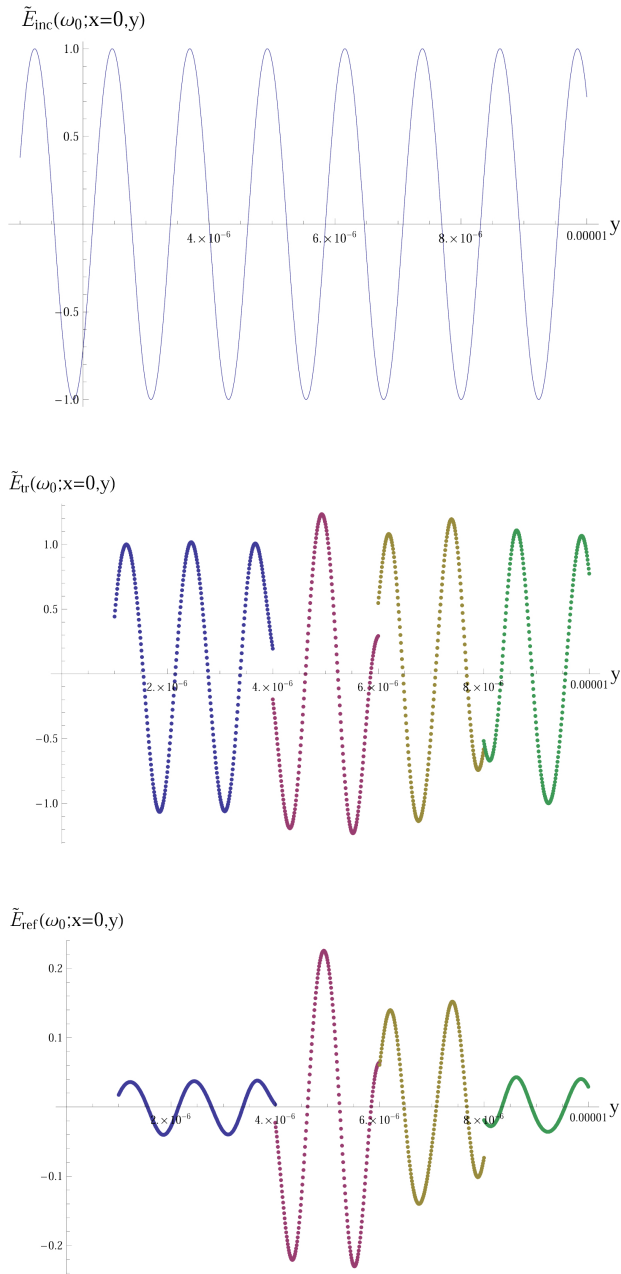 Ẽinc(ω0;x=0,y)
1.0
0.5
4.×10⁻⁶ 6.×10⁻⁶ 8.×10⁻⁶ 0.00001 y
−0.5
−1.0
Ẽtr(ω0;x=0,y)
1.0
0.5
2.×10⁻⁶ 4.×10⁻⁶ 6.×10⁻⁶ 8.×10⁻⁶ 0.00001 y
−0.5
−1.0
Ẽref(ω0;x=0,y)
0.2
0.1
2.×10⁻⁶ 4.×10⁻⁶ 6.×10⁻⁶ 8.×10⁻⁶ 0.00001 y
−0.1
−0.2